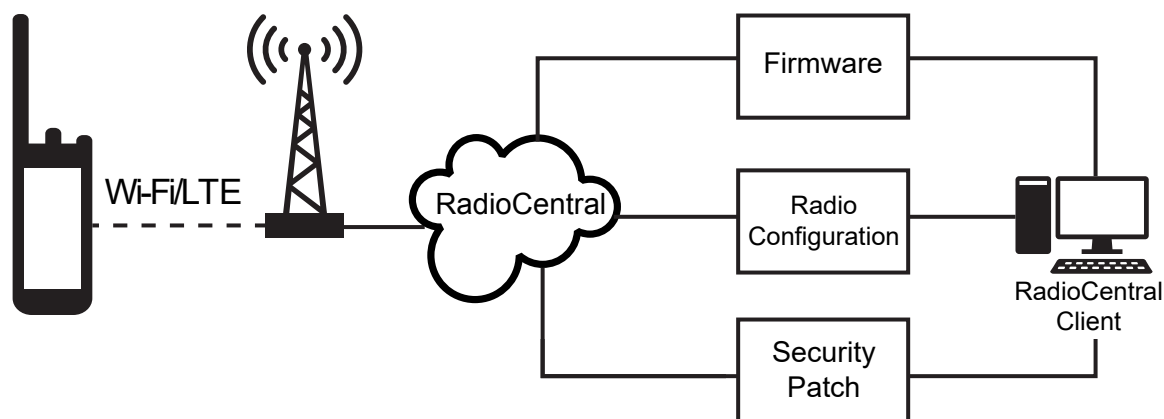 Wi-Fi/LTE
RadioCentral
Firmware
Radio
Configuration
Security
Patch
RadioCentral
Client